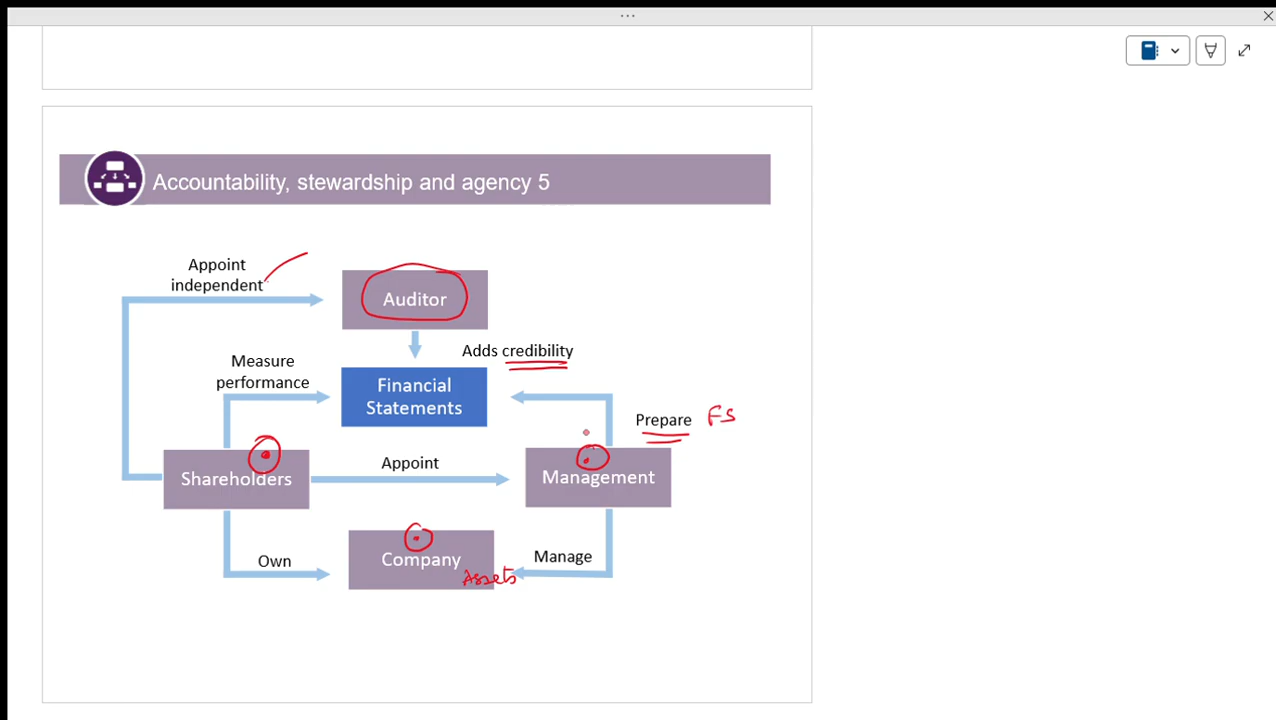 Accountability, stewardship and agency 5
Appoint
independent
Auditor
Adds credibility
Measure
performance
Financial
Statements
Prepare FS
Shareholders
Appoint
Management
Own
Company
Assets
Manage